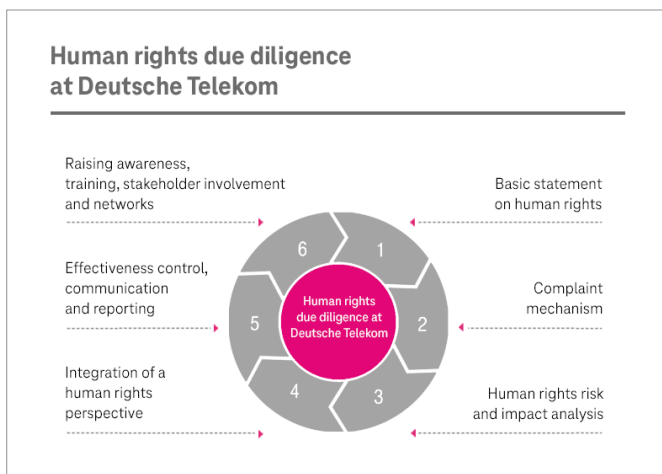 Human rights due diligence
at Deutsche Telekom
Raising awareness,
training, stakeholder involvement
and networks
Basic statement
on human rights
6
1
Effectiveness control,
communication
and reporting
Human rights
due diligence at
Deutsche Telekom
5
2
Complaint
mechanism
Integration of a
human rights
perspective
4
3
Human rights risk
and impact analysis